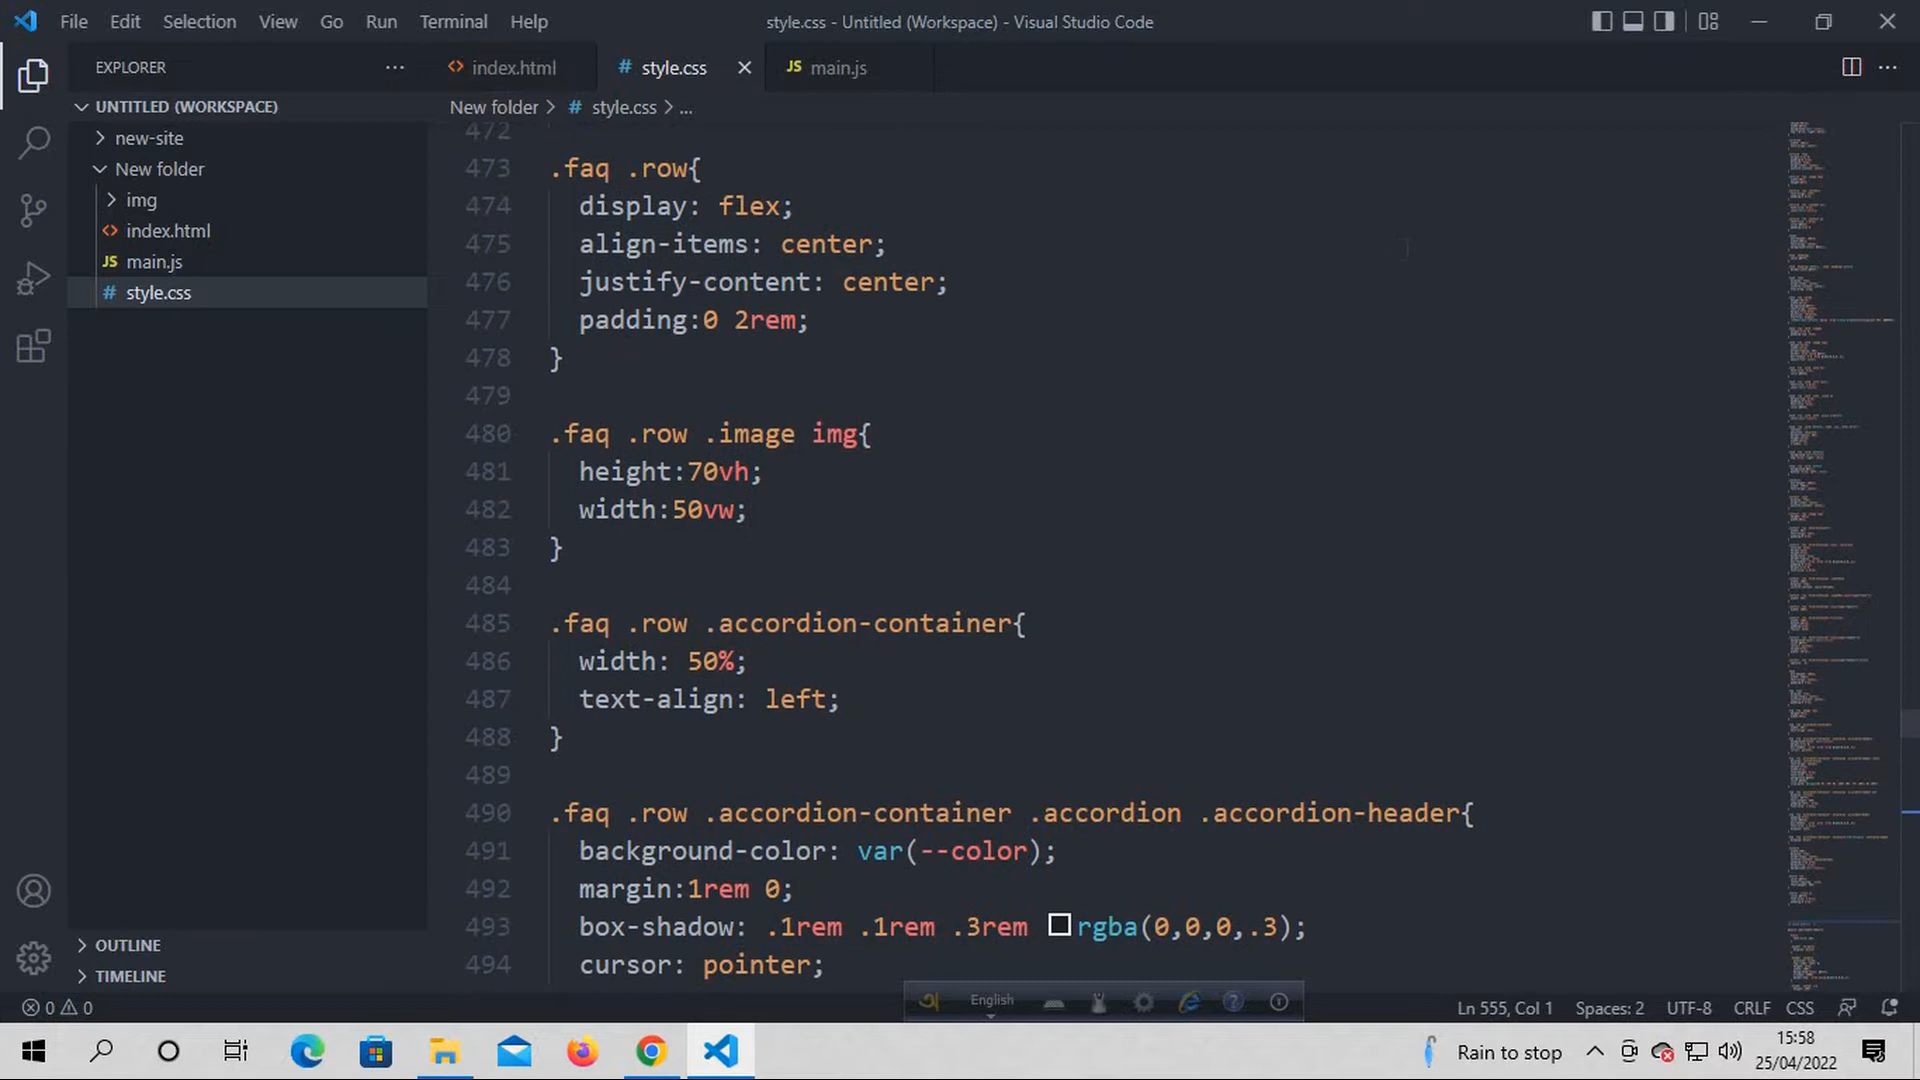 File Edit Selection View Go Run Terminal Help
style.css - Untitled (Workspace) - Visual Studio Code
EXPLORER
UNTITLED (WORKSPACE)
new-site
New folder
img
index.html
JS main.js
# style.css
OUTLINE
TIMELINE
index.html
# style.css
JS main.js
New folder > # style.css > ...
472
473 .faq .row{
474 display: flex;
475 align-items: center;
476 justify-content: center;
477 padding:0 2rem;
478 }
479
480 .faq .row .image img{
481 height:70vh;
482 width:50vw;
483 }
484
485 .faq .row .accordion-container{
486 width: 50%;
487 text-align: left;
488 }
489
490 .faq .row .accordion-container .accordion .accordion-header{
491 background-color: var(--color);
492 margin:1rem 0;
493 box-shadow: .1rem .1rem .3rem rgba(0,0,0,.3);
494 cursor: pointer;
English
0 0
Ln 555, Col 1 Spaces: 2 UTF-8 CRLF CSS
Rain to stop
15:58
25/04/2022